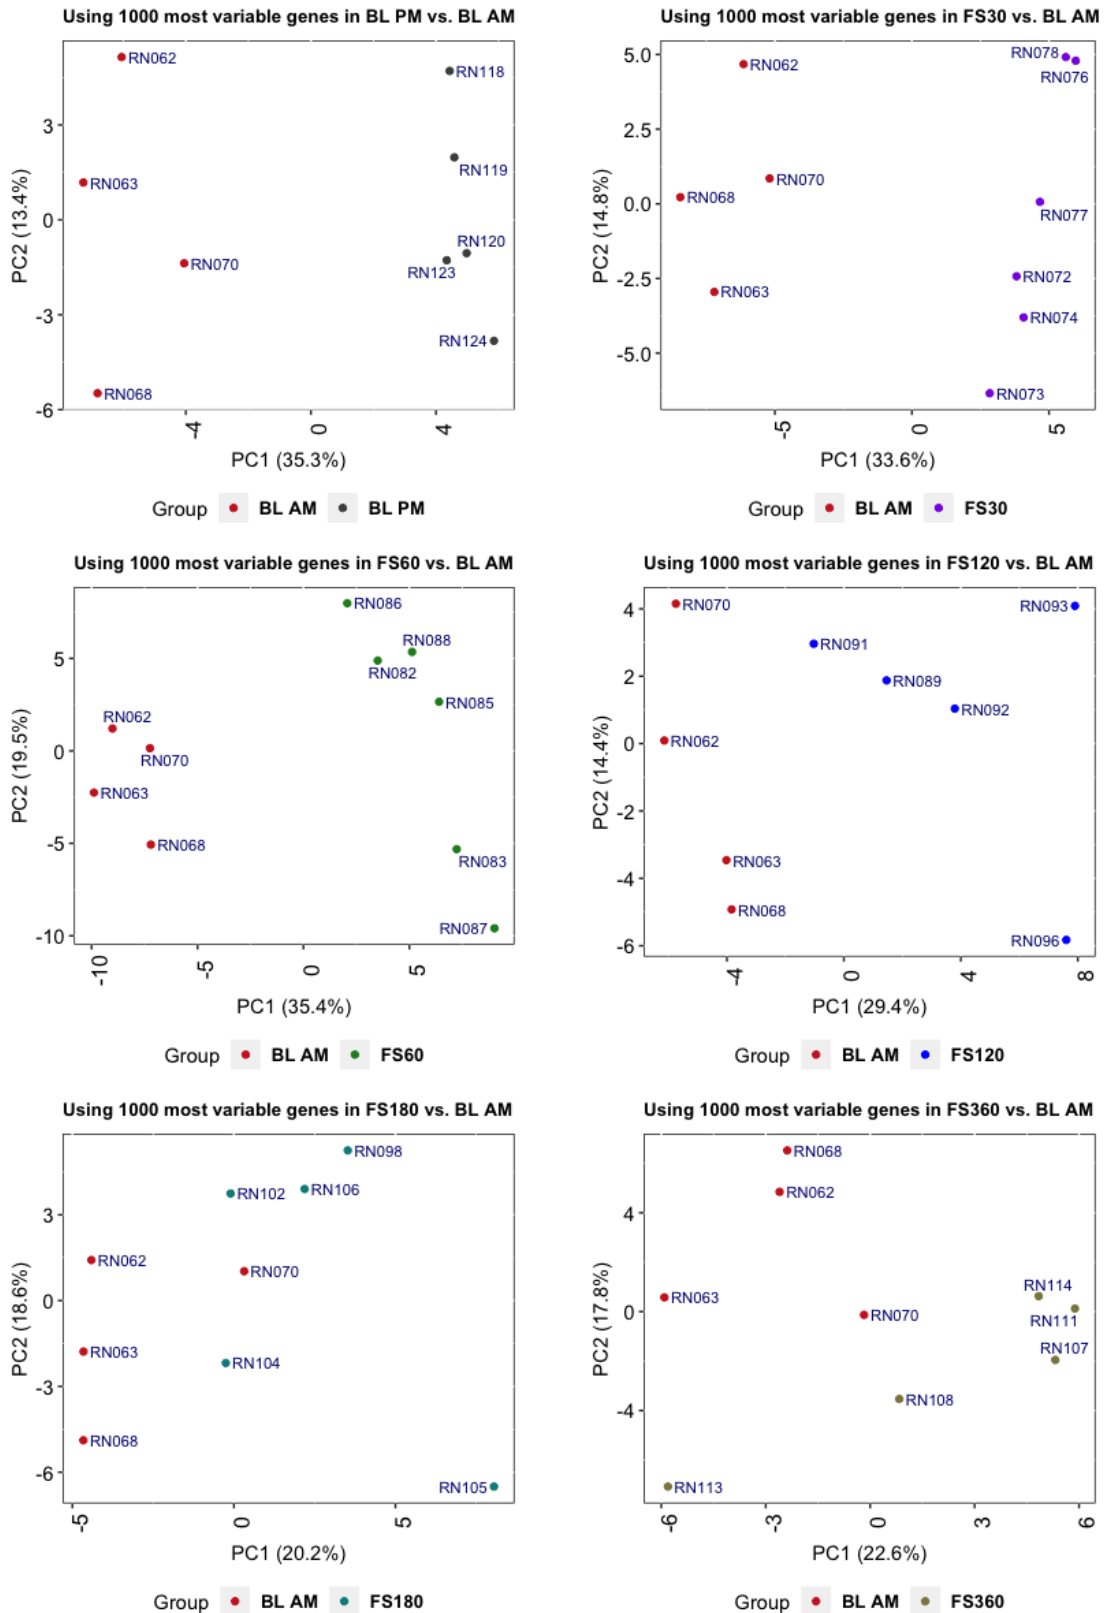 Using 1000 most variable genes in BL PM vs. BL AM
RN062
RN118
3
RN119
RN063
PC2 (13.4%)
0
RN120
RN070
RN123
-3
RN124
RN068
-6
-4
0
4
PC1 (35.3%)
Group BL AM BL PM
Using 1000 most variable genes in FS30 vs. BL AM
5.0
RN078
RN062
RN076
2.5
RN070
RN068
PC2 (14.8%)
0.0
RN077
-2.5
RN072
RN063
RN074
-5.0
RN073
-5
0
5
PC1 (33.6%)
Group BL AM FS30
Using 1000 most variable genes in FS60 vs. BL AM
RN086
RN088
5
RN082
RN085
RN062
PC2 (19.5%)
0
RN070
RN063
-5
RN068
RN083
RN087
-10
-10
-5
0
5
PC1 (35.4%)
Group BL AM FS60
Using 1000 most variable genes in FS120 vs. BL AM
4
RN070
RN093
RN091
2
RN089
RN092
PC2 (14.4%)
0
RN062
-2
RN063
-4
RN068
-6
RN096
-4
0
4
8
PC1 (29.4%)
Group BL AM FS120
Using 1000 most variable genes in FS180 vs. BL AM
RN098
RN102
RN106
3
RN062
RN070
PC2 (18.6%)
0
RN063
RN104
-3
RN068
-6
RN105
-5
0
5
PC1 (20.2%)
Group BL AM FS180
Using 1000 most variable genes in FS360 vs. BL AM
RN068
RN062
4
RN114
RN063
PC2 (17.8%)
0
RN070
RN111
RN107
RN108
-4
RN113
-6
-3
0
3
6
PC1 (22.6%)
Group BL AM FS360